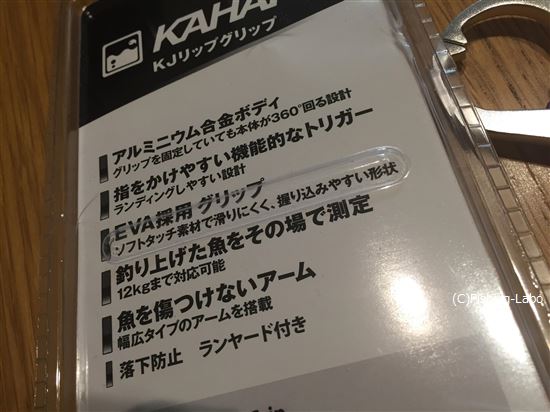 KAHA
KJリップグリップ
アルミニウム合金ボディ
グリップを固定していても本体が360°回る設計
指をかけやすい機能的なトリガー
ランディングしやすい設計
EVA採用 グリップ
ソフトタッチ素材で滑りにくく、握り込みやすい形状
釣り上げた魚をその場で測定
12kgまで対応可能
魚を傷つけないアーム
幅広タイプのアームを搭載
落下防止 ランヤード付き
(C)Fishing-Labo